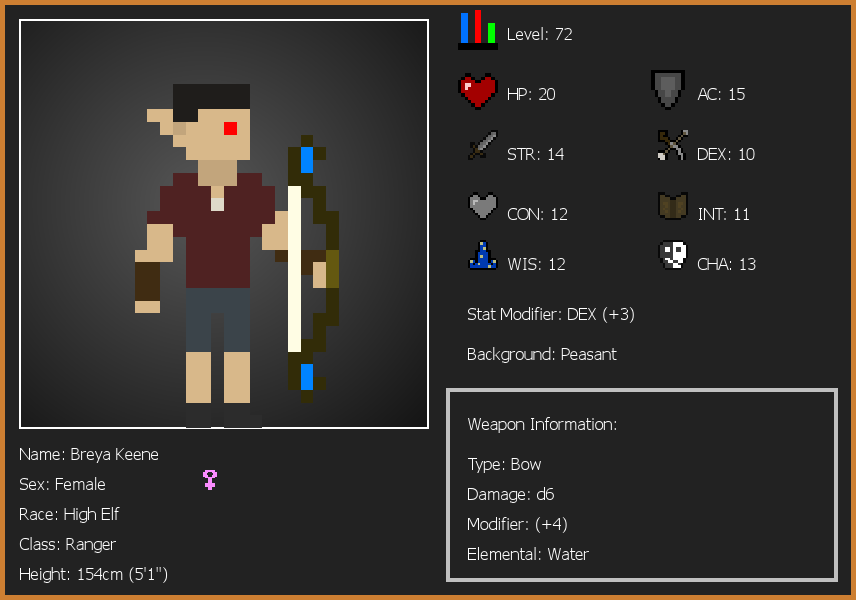 Level: 72
HP: 20
AC: 15
STR: 14
DEX: 10
CON: 12
INT: 11
WIS: 12
CHA: 13
Stat Modifier: DEX (+3)
Background: Peasant
Weapon Information:
Type: Bow
Damage: d6
Modifier: (+4)
Elemental: Water
Name: Breya Keene
Sex: Female
Race: High Elf
Class: Ranger
Height: 154cm (5'1")